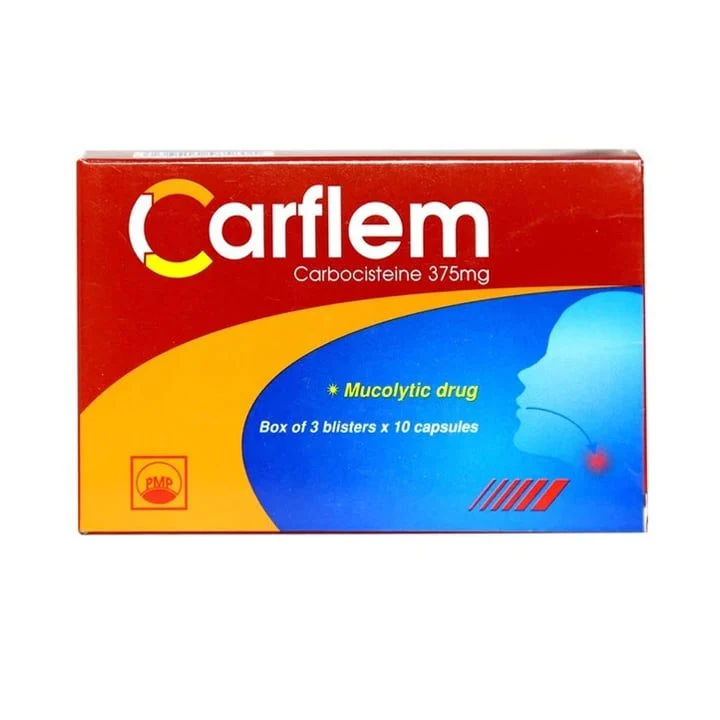 Carflem
Carbocisteine 375mg
Mucolytic drug
Box of 3 blisters x 10 capsules
PMP